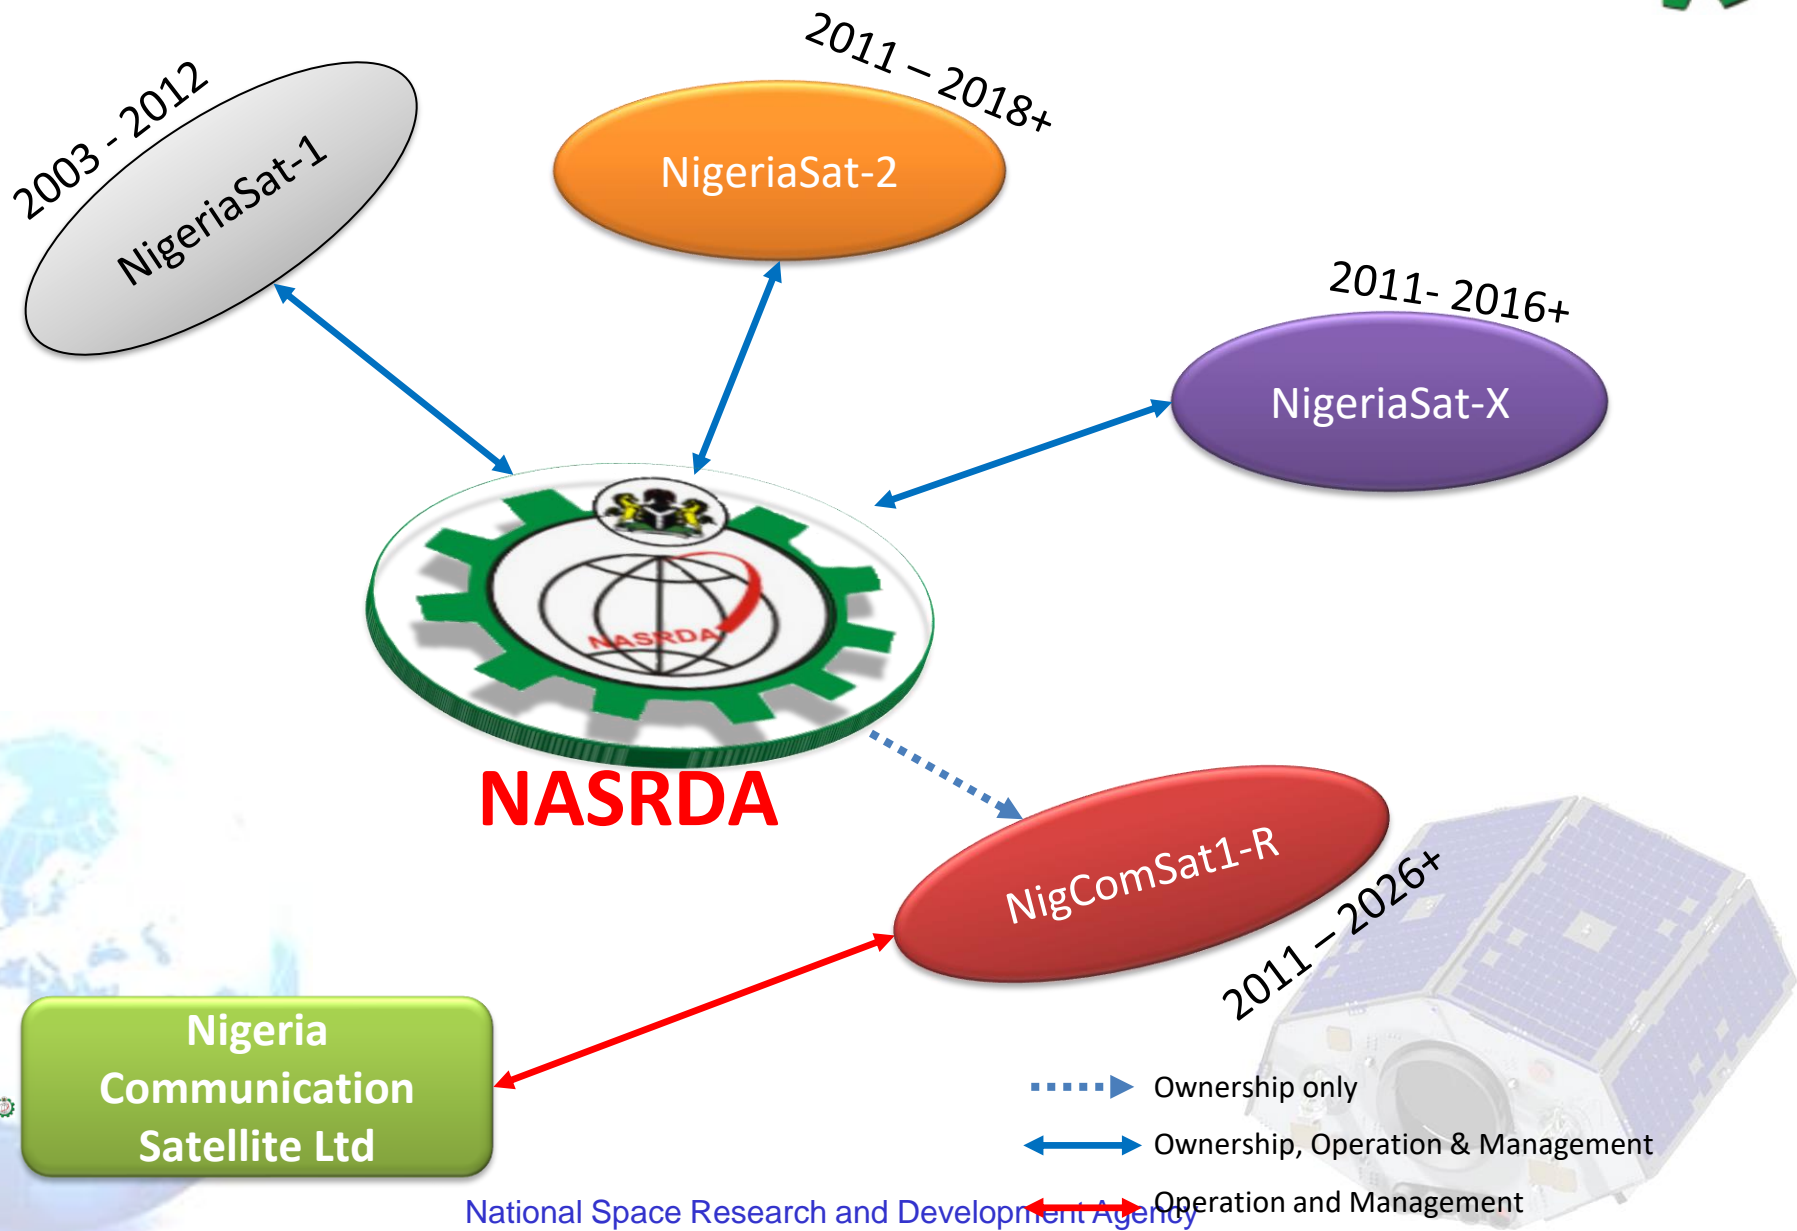 2003 - 2012
NigeriaSat-1
2011 – 2018+
NigeriaSat-2
2011- 2016+
NigeriaSat-X
NASRDA
NASRDA
NigComSat1-R
2011 – 2026+
Nigeria
Communication
Satellite Ltd
Ownership only
Ownership, Operation & Management
Operation and Management
National Space Research and Development Agency